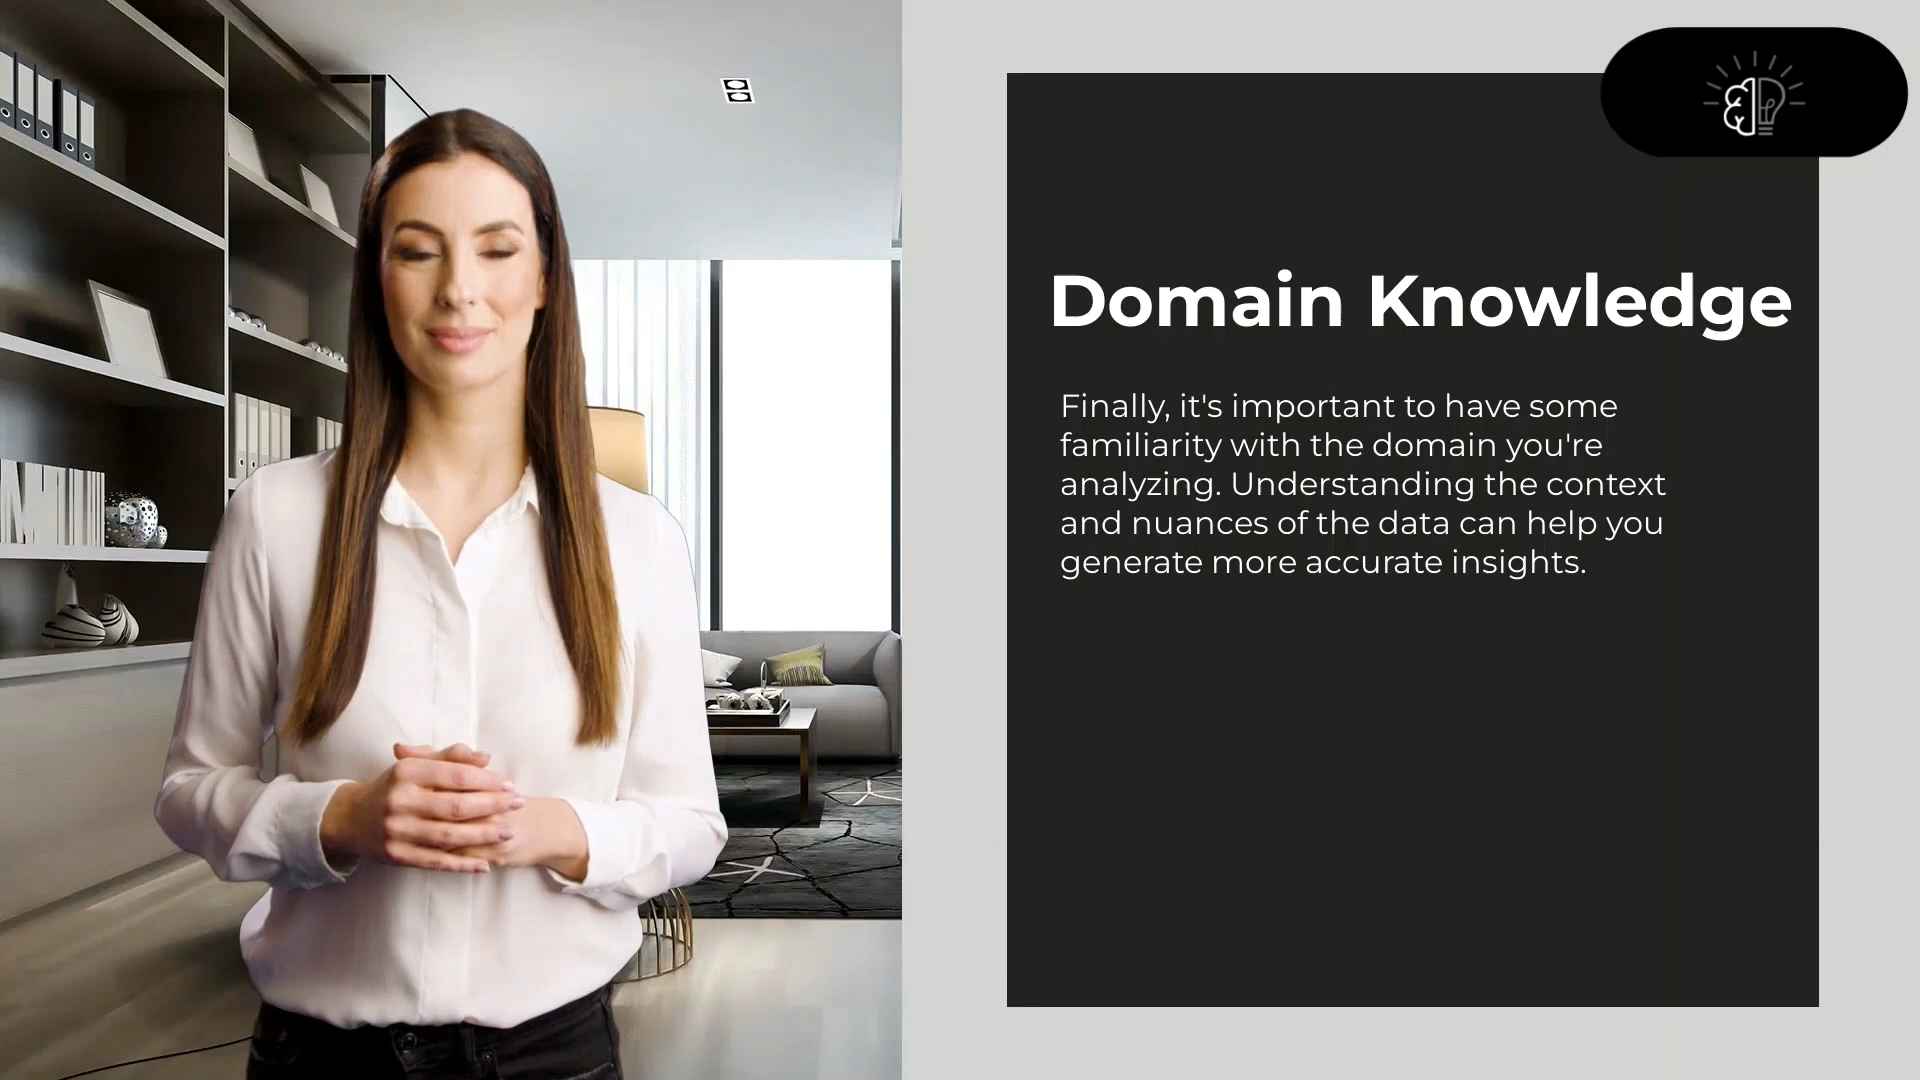 Domain Knowledge
Finally, it's important to have some
familiarity with the domain you're
analyzing. Understanding the context
and nuances of the data can help you
generate more accurate insights.